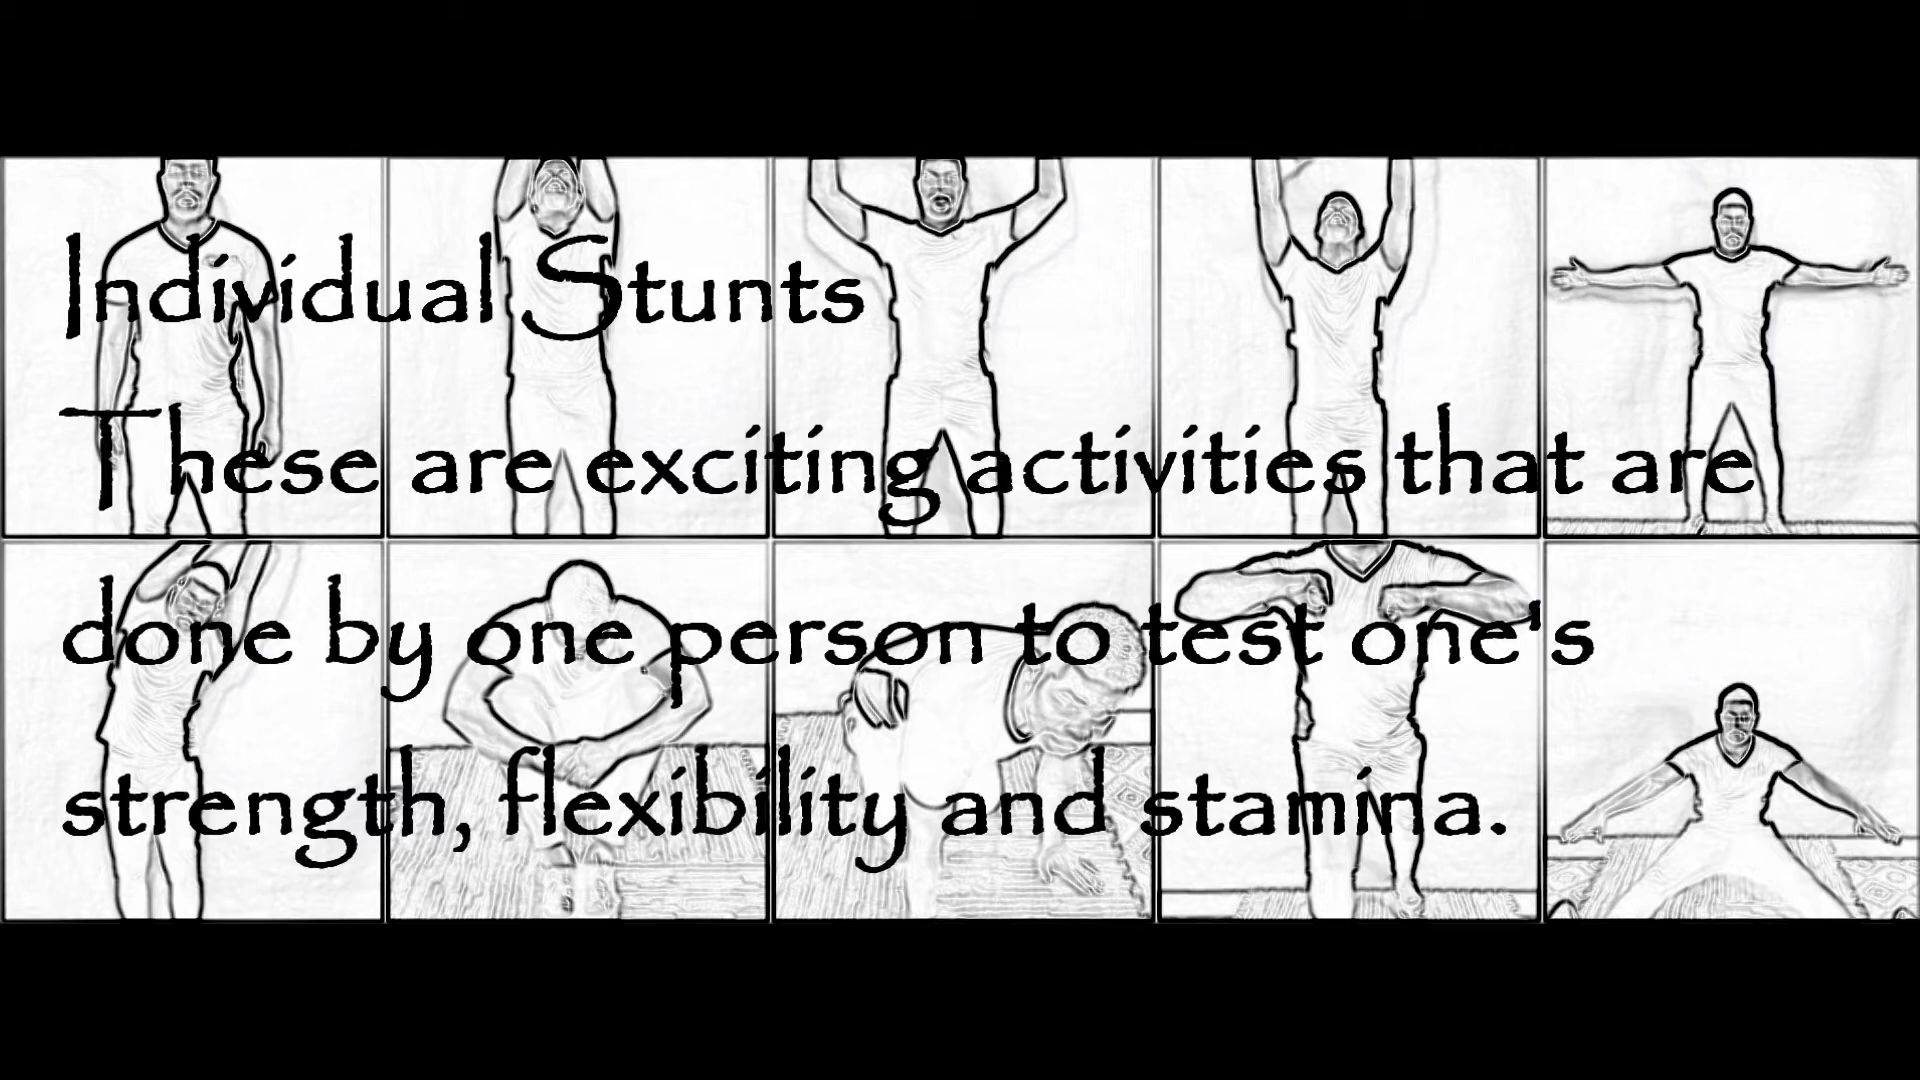 Individual Stunts
These are exciting activities that are
done by one person to test one's
strength, flexibility and stamina.